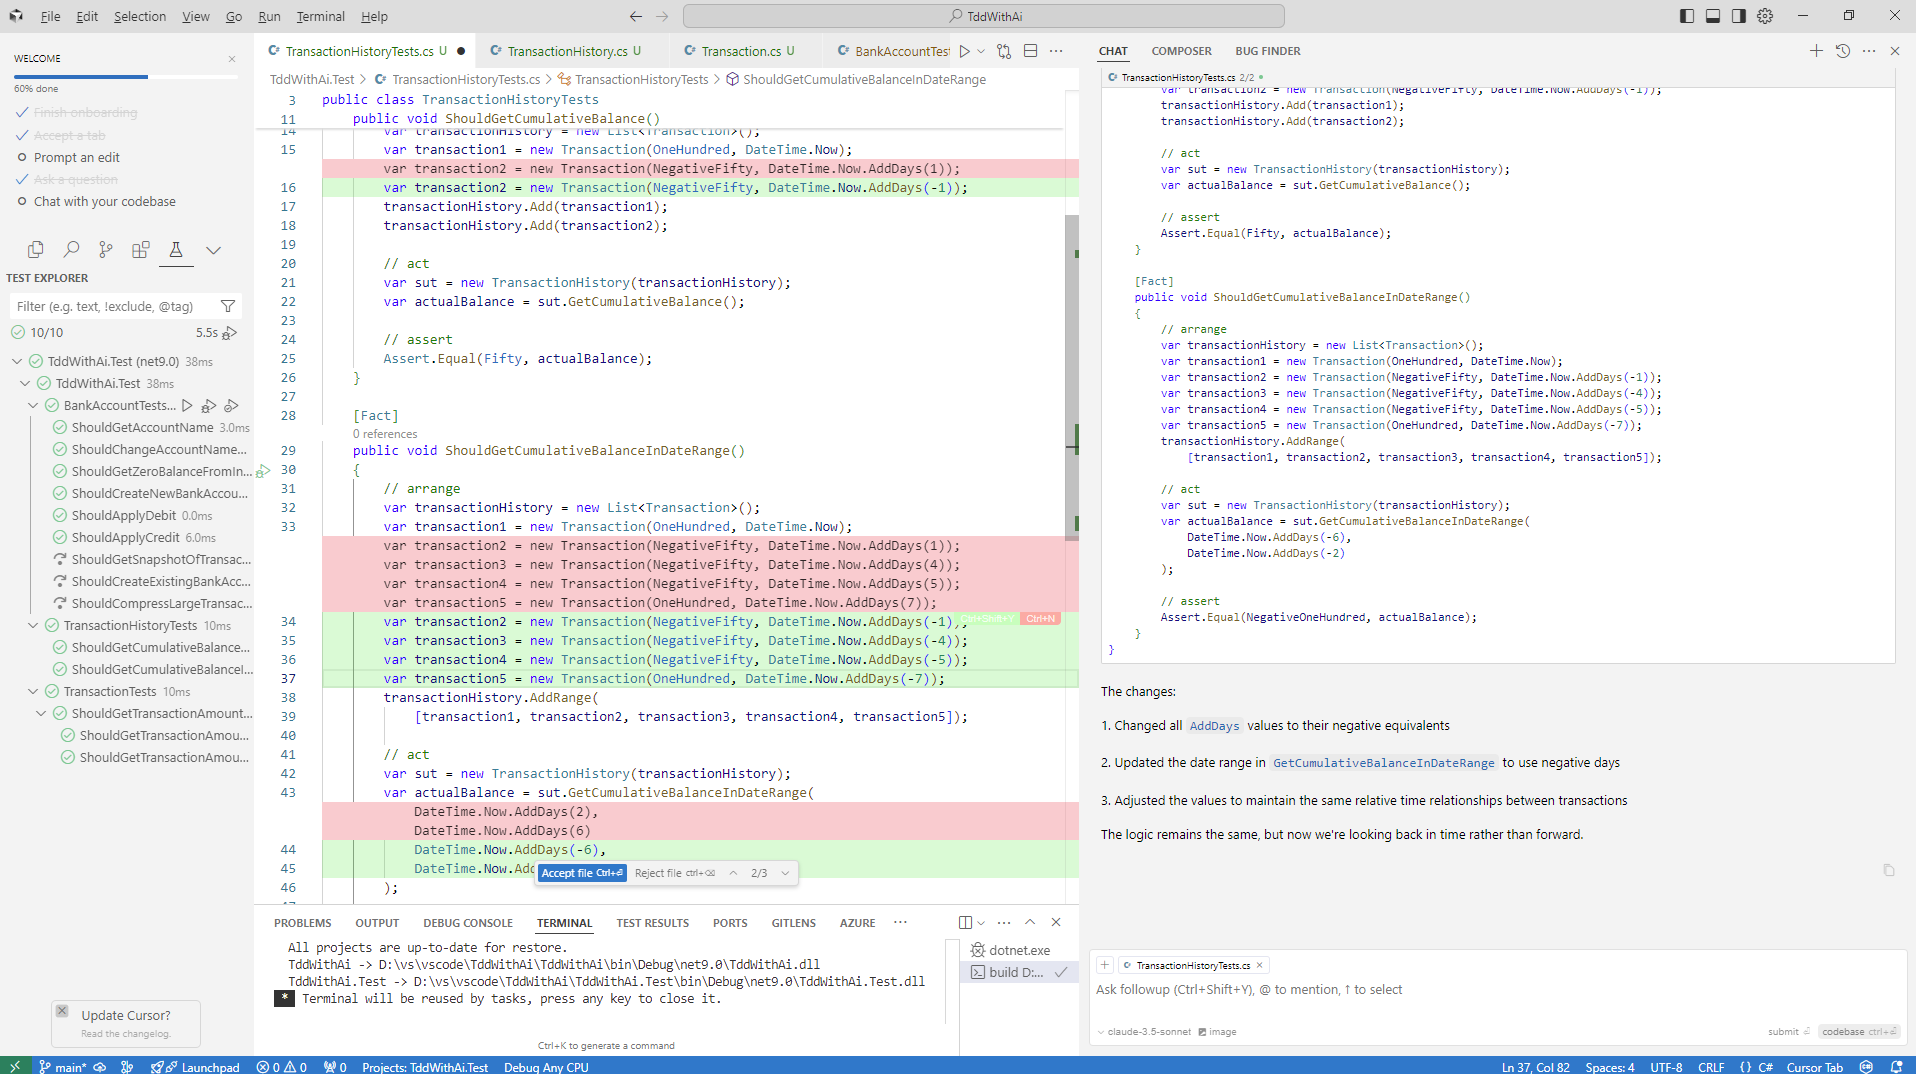 File Edit Selection View Go Run Terminal Help
TddWithAi
WELCOME
60% done
Finish onboarding
Accept a tab
Prompt an edit
Ask a question
Chat with your codebase
TEST EXPLORER
Filter (e.g. text, !exclude, @tag)
10/10 5.5s
TddWithAi.Test (net9.0) 38ms
TddWithAi.Test 38ms
BankAccountTests...
ShouldGetAccountName 3.0ms
ShouldChangeAccountName...
ShouldGetZeroBalanceFromIn...
ShouldCreateNewBankAccou...
ShouldApplyDebit 0.0ms
ShouldApplyCredit 6.0ms
ShouldGetSnapshotOfTransac...
ShouldCreateExistingBankAcc...
ShouldCompressLargeTransac...
TransactionHistoryTests 10ms
ShouldGetCumulativeBalance...
ShouldGetCumulativeBalanceI...
TransactionTests 10ms
ShouldGetTransactionAmount...
ShouldGetTransactionAmou...
ShouldGetTransactionAmou...
Update Cursor?
Read the changelog.
TransactionHistoryTests.cs U TransactionHistory.cs U Transaction.cs U BankAccountTest
TddWithAi.Test > TransactionHistoryTests.cs > TransactionHistoryTests > ShouldGetCumulativeBalanceInDateRange
3 public class TransactionHistoryTests
11 public void ShouldGetCumulativeBalance()
14 var transactionHistory = new List<Transaction>();
15 var transaction1 = new Transaction(OneHundred, DateTime.Now);
var transaction2 = new Transaction(NegativeFifty, DateTime.Now.AddDays(1));
16 var transaction2 = new Transaction(NegativeFifty, DateTime.Now.AddDays(-1));
17 transactionHistory.Add(transaction1);
18 transactionHistory.Add(transaction2);
19
20 // act
21 var sut = new TransactionHistory(transactionHistory);
22 var actualBalance = sut.GetCumulativeBalance();
23
24 // assert
25 Assert.Equal(Fifty, actualBalance);
26 }
27
28 [Fact]
0 references
29 public void ShouldGetCumulativeBalanceInDateRange()
30 {
31 // arrange
32 var transactionHistory = new List<Transaction>();
33 var transaction1 = new Transaction(OneHundred, DateTime.Now);
var transaction2 = new Transaction(NegativeFifty, DateTime.Now.AddDays(1));
var transaction3 = new Transaction(NegativeFifty, DateTime.Now.AddDays(4));
var transaction4 = new Transaction(NegativeFifty, DateTime.Now.AddDays(5));
var transaction5 = new Transaction(OneHundred, DateTime.Now.AddDays(7));
34 var transaction2 = new Transaction(NegativeFifty, DateTime.Now.AddDays(-1)); Ctrl+Shift+Y Ctrl+N
35 var transaction3 = new Transaction(NegativeFifty, DateTime.Now.AddDays(-4));
36 var transaction4 = new Transaction(NegativeFifty, DateTime.Now.AddDays(-5));
37 var transaction5 = new Transaction(OneHundred, DateTime.Now.AddDays(-7));
38 transactionHistory.AddRange(
39 [transaction1, transaction2, transaction3, transaction4, transaction5]);
40
41 // act
42 var sut = new TransactionHistory(transactionHistory);
43 var actualBalance = sut.GetCumulativeBalanceInDateRange(
DateTime.Now.AddDays(2),
DateTime.Now.AddDays(6)
44 DateTime.Now.AddDays(-6),
45 DateTime.Now.Ad
Accept file Ctrl+⏎ Reject file ctrl+⌫ 2/3
46 );
PROBLEMS OUTPUT DEBUG CONSOLE TERMINAL TEST RESULTS PORTS GITLENS AZURE ···
All projects are up-to-date for restore.
TddWithAi -> D:\vs\vscode\TddWithAi\TddWithAi\bin\Debug\net9.0\TddWithAi.dll
TddWithAi.Test -> D:\vs\vscode\TddWithAi\TddWithAi.Test\bin\Debug\net9.0\TddWithAi.Test.dll
* Terminal will be reused by tasks, press any key to close it.
Ctrl+K to generate a command
dotnet.exe
build D:...
CHAT COMPOSER BUG FINDER
TransactionHistoryTests.cs 2/2
var transaction2 = new Transaction(NegativeFifty, DateTime.Now.AddDays(-1));
transactionHistory.Add(transaction1);
transactionHistory.Add(transaction2);
// act
var sut = new TransactionHistory(transactionHistory);
var actualBalance = sut.GetCumulativeBalance();
// assert
Assert.Equal(Fifty, actualBalance);
}
[Fact]
public void ShouldGetCumulativeBalanceInDateRange()
{
// arrange
var transactionHistory = new List<Transaction>();
var transaction1 = new Transaction(OneHundred, DateTime.Now);
var transaction2 = new Transaction(NegativeFifty, DateTime.Now.AddDays(-1));
var transaction3 = new Transaction(NegativeFifty, DateTime.Now.AddDays(-4));
var transaction4 = new Transaction(NegativeFifty, DateTime.Now.AddDays(-5));
var transaction5 = new Transaction(OneHundred, DateTime.Now.AddDays(-7));
transactionHistory.AddRange(
[transaction1, transaction2, transaction3, transaction4, transaction5]);
// act
var sut = new TransactionHistory(transactionHistory);
var actualBalance = sut.GetCumulativeBalanceInDateRange(
DateTime.Now.AddDays(-6),
DateTime.Now.AddDays(-2)
);
// assert
Assert.Equal(NegativeOneHundred, actualBalance);
}
}
The changes:
1. Changed all AddDays values to their negative equivalents
2. Updated the date range in GetCumulativeBalanceInDateRange to use negative days
3. Adjusted the values to maintain the same relative time relationships between transactions
The logic remains the same, but now we're looking back in time rather than forward.
+ TransactionHistoryTests.cs ×
Ask followup (Ctrl+Shift+Y), @ to mention, ↑ to select
claude-3.5-sonnet image submit ⏎ codebase ctrl+⏎
main* Launchpad 0 0 0 Projects: TddWithAi.Test Debug Any CPU Ln 37, Col 82 Spaces: 4 UTF-8 CRLF {} C# Cursor Tab